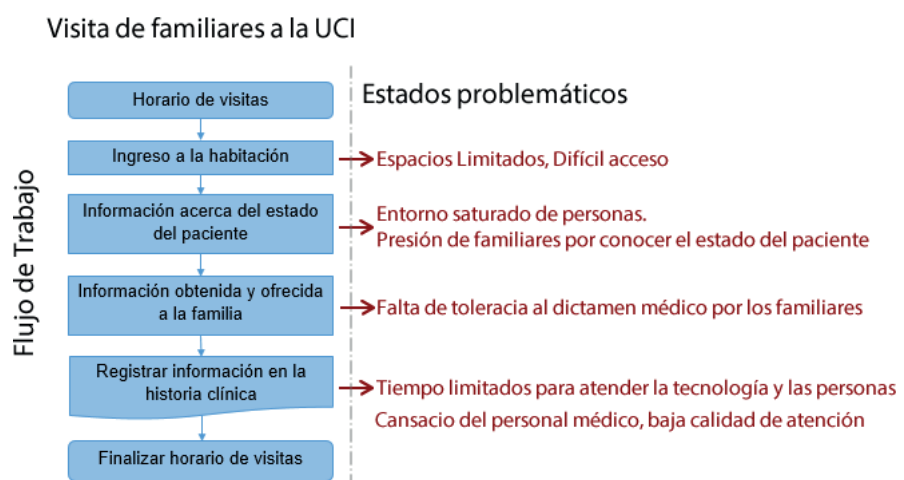 Visita de familiares a la UCI
Estados problemáticos
Flujo de Trabajo
Horario de visitas
Ingreso a la habitación
Espacios Limitados, Difícil acceso
Información acerca del estado
del paciente
Entorno saturado de personas.
Presión de familiares por conocer el estado del paciente
Información obtenida y ofrecida
a la familia
Falta de toleracia al dictamen médico por los familiares
Registrar información en la
historia clínica
Tiempo limitados para atender la tecnología y las personas
Cansacio del personal médico, baja calidad de atención
Finalizar horario de visitas